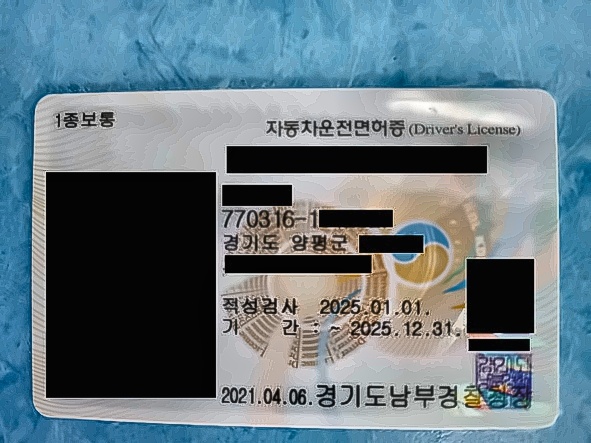 1종보통
자동차운전면허증 (Driver's License)
770316-1
경기도 양평군
적성검사 2025.01.01.
기 간 : ~ 2025.12.31.
2021.04.06. 경기도남부경찰청장